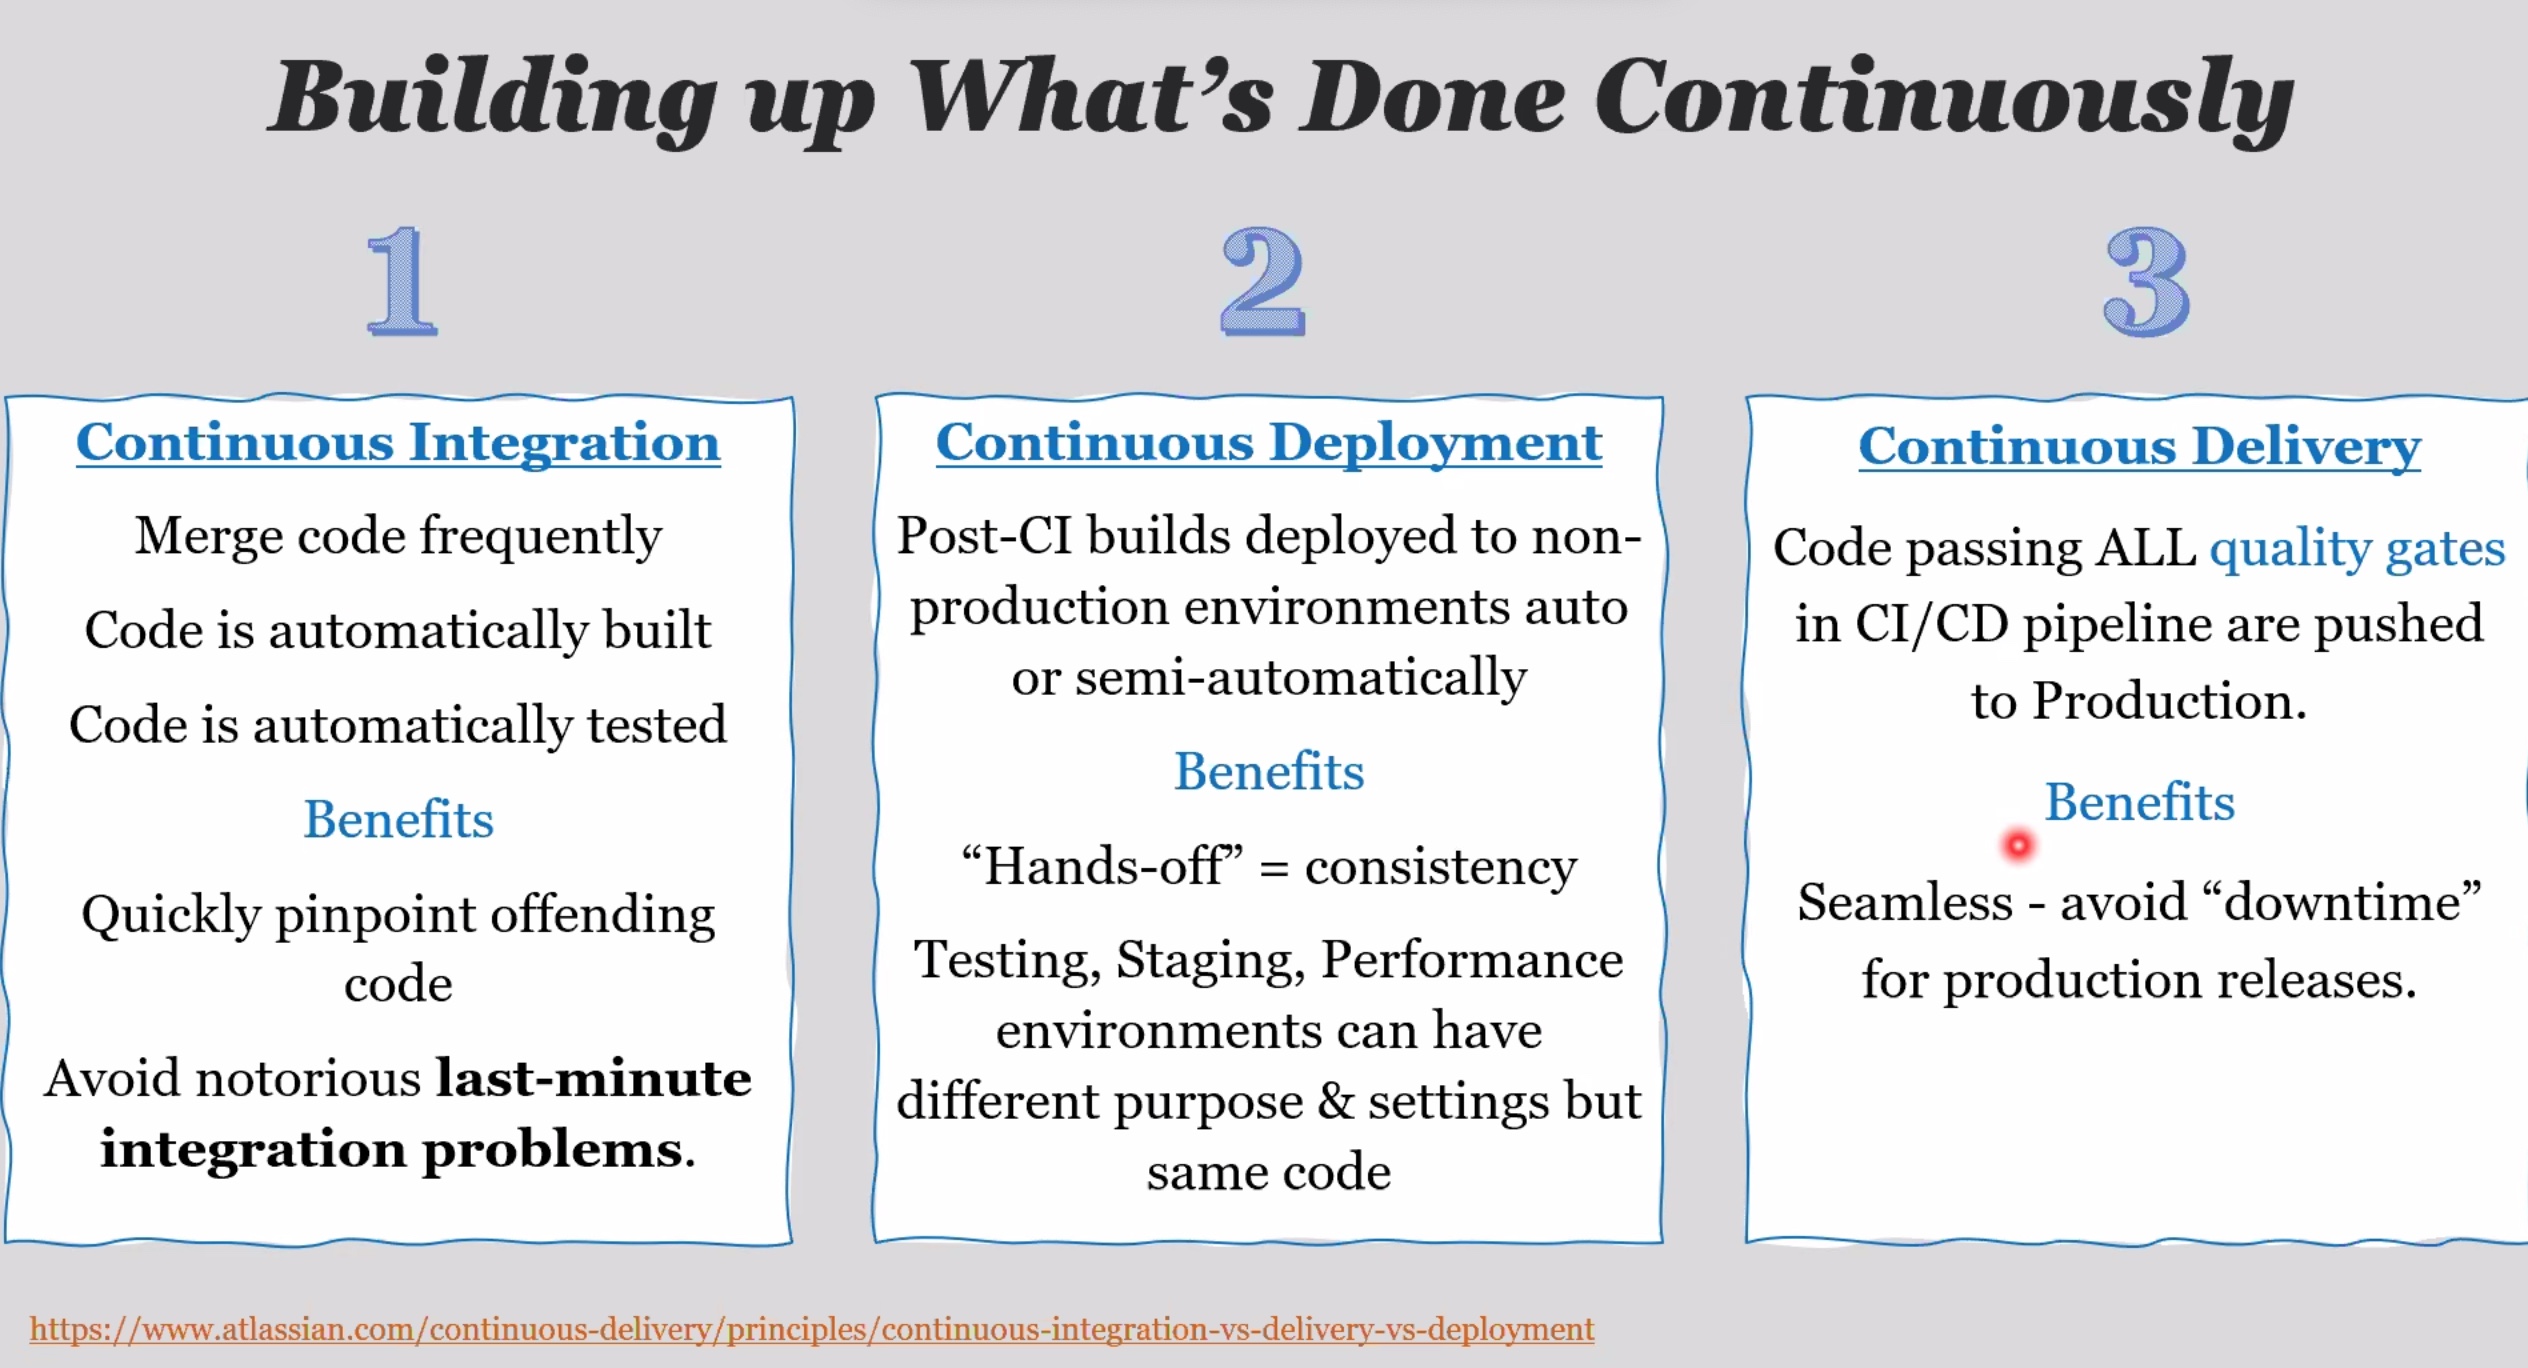 Building up What’s Done Continuously
1
Continuous Integration
Merge code frequently
Code is automatically built
Code is automatically tested
Benefits
Quickly pinpoint offending
code
Avoid notorious last-minute
integration problems.
2
Continuous Deployment
Post-CI builds deployed to non-
production environments auto
or semi-automatically
Benefits
“Hands-off” = consistency
Testing, Staging, Performance
environments can have
different purpose & settings but
same code
3
Continuous Delivery
Code passing ALL quality gates
in CI/CD pipeline are pushed
to Production.
Benefits
Seamless - avoid “downtime”
for production releases.
https://www.atlassian.com/continuous-delivery/principles/continuous-integration-vs-delivery-vs-deployment